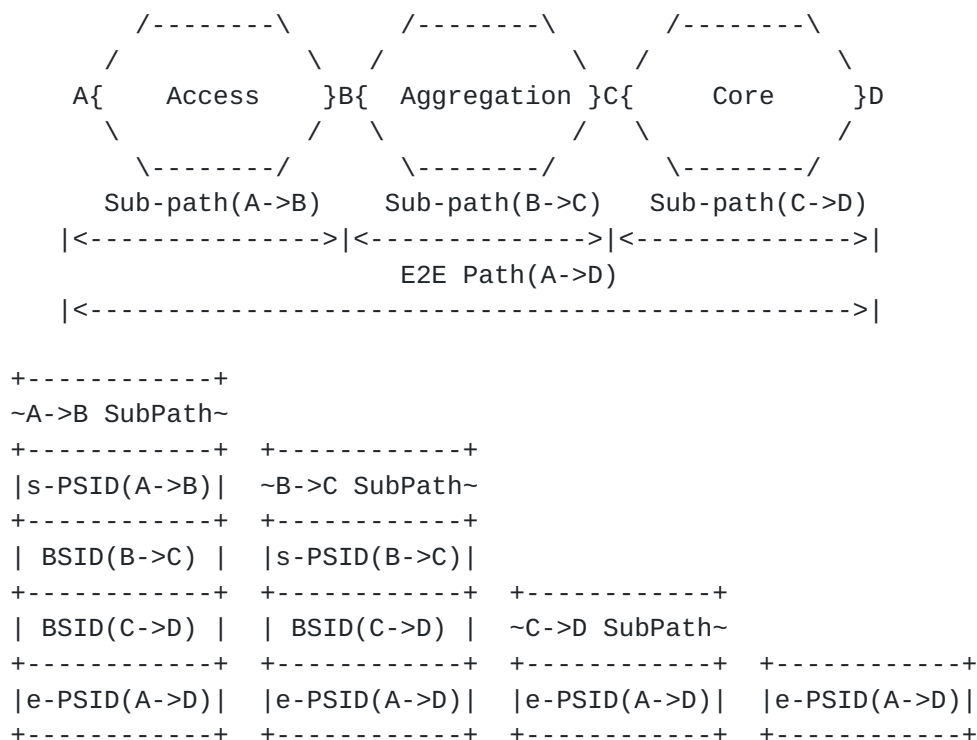 /--------\         /--------\         /--------\
     /            \   /            \   /            \
   A{    Access    }B{  Aggregation }C{     Core     }D
     \            /   \            /   \            /
       \--------/         \--------/         \--------/
     Sub-path(A->B)    Sub-path(B->C)   Sub-path(C->D)
  |<--------------->|<-------------->|<-------------->|
                       E2E Path(A->D)
  |<------------------------------------------------->|
+------------+
~A->B SubPath~
+------------+  +------------+
|s-PSID(A->B)|  ~B->C SubPath~
+------------+  +------------+
| BSID(B->C) |  |s-PSID(B->C)|
+------------+  +------------+  +------------+
| BSID(C->D) |  | BSID(C->D) |  ~C->D SubPath~
+------------+  +------------+  +------------+  +------------+
|e-PSID(A->D)|  |e-PSID(A->D)|  |e-PSID(A->D)|  |e-PSID(A->D)|
+------------+  +------------+  +------------+  +------------+